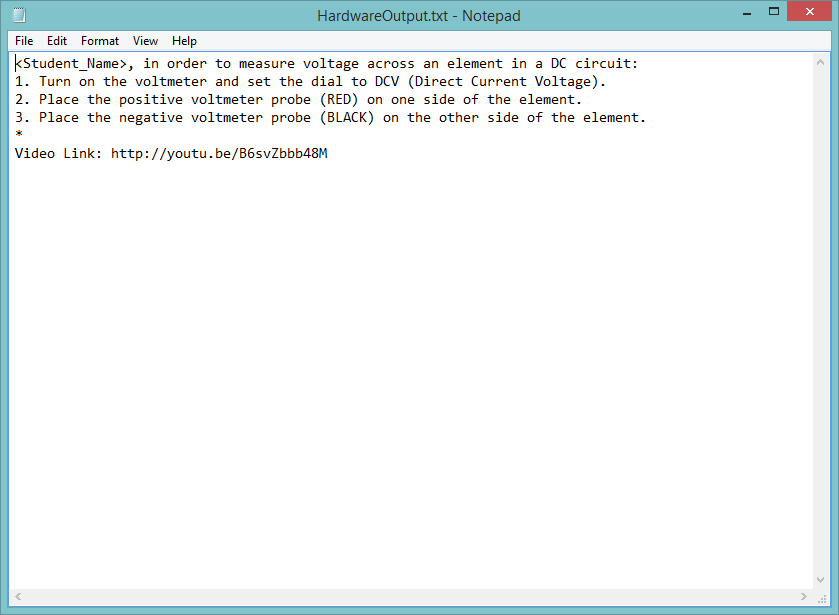 HardwareOutput.txt - Notepad
File Edit Format View Help
<Student_Name>, in order to measure voltage across an element in a DC circuit:
1. Turn on the voltmeter and set the dial to DCV (Direct Current Voltage).
2. Place the positive voltmeter probe (RED) on one side of the element.
3. Place the negative voltmeter probe (BLACK) on the other side of the element.
*
Video Link: http://youtu.be/B6svZbbb48M